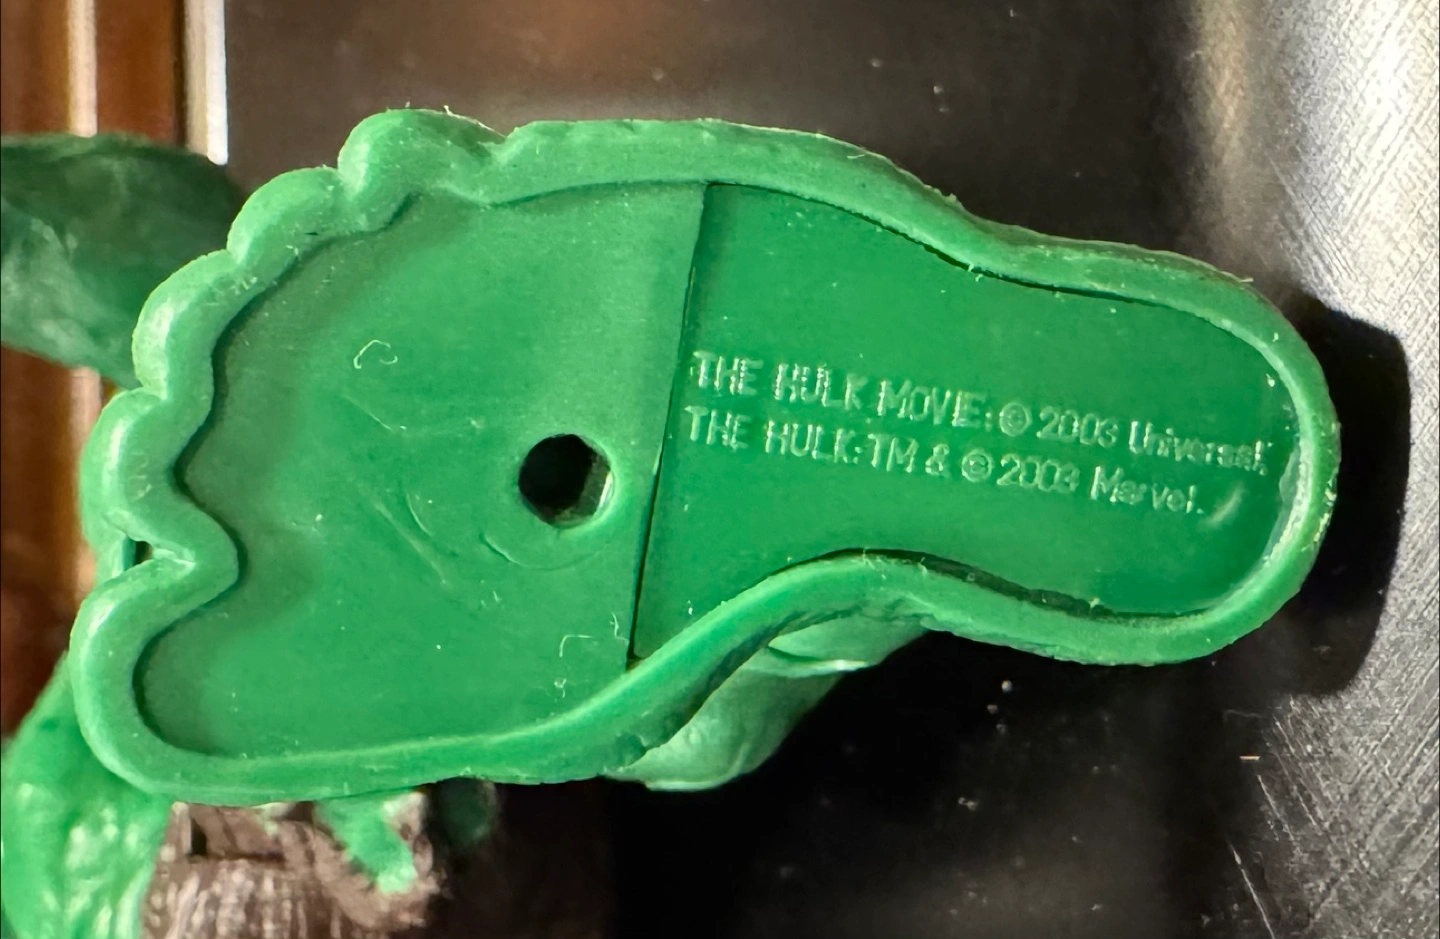 THE HULK MOVIE: © 2003 Universal.
THE HULK: TM & © 2003 Marvel.